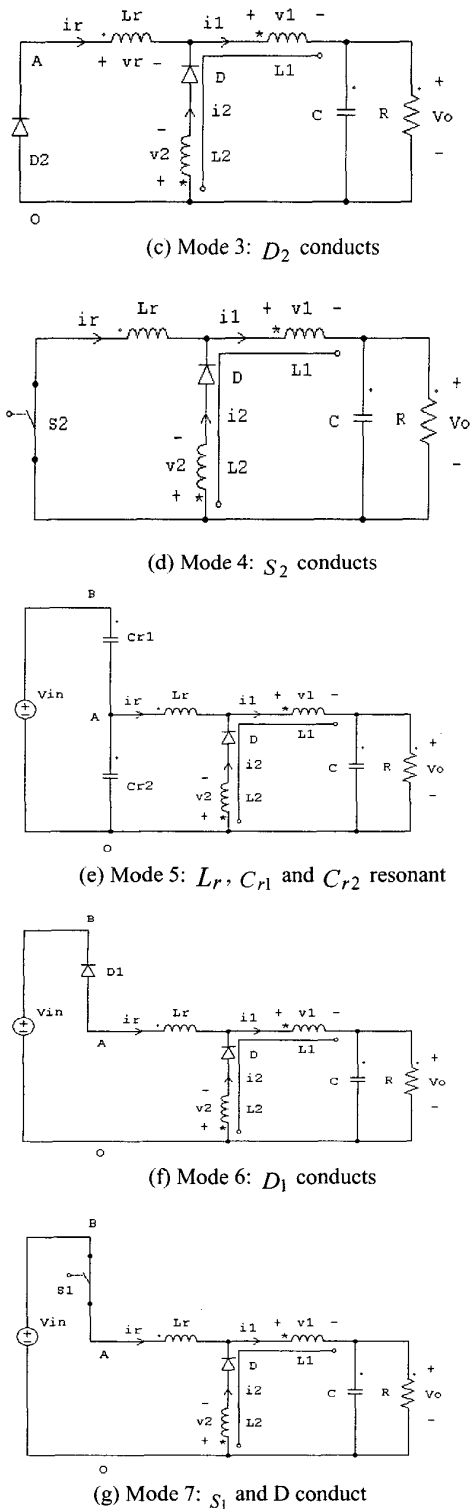 ir Lr i1 + v1 -
A + vr - * L1
D
i2 C R + Vo -
D2 - v2 + L2 *
O
(c) Mode 3: D2 conducts
ir Lr i1 + v1 -
* L1
D
S2 i2 C R + Vo -
- v2 + L2 *
(d) Mode 4: S2 conducts
B
Cr1
Vin ir Lr i1 + v1 -
A * L1
D
Cr2 i2 C R + Vo -
- v2 + L2 *
O
(e) Mode 5: Lr, Cr1 and Cr2 resonant
B
D1
Vin ir Lr i1 + v1 -
A * L1
D
i2 C R + Vo -
- v2 + L2 *
O
(f) Mode 6: D1 conducts
B
S1
Vin ir Lr i1 + v1 -
A * L1
D
i2 C R + Vo -
- v2 + L2 *
O
(g) Mode 7: S1 and D conduct